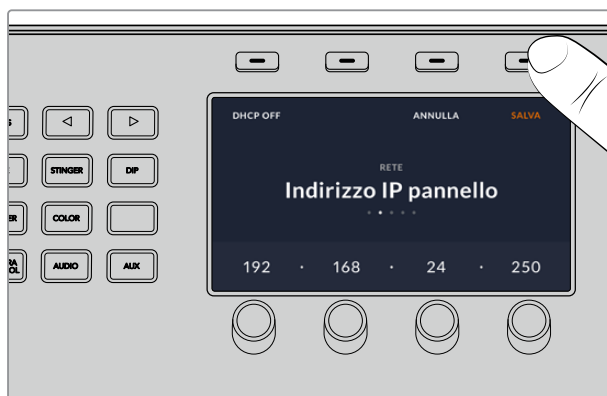 DHCP OFF ANNULLA SALVA
RETE
Indirizzo IP pannello
192 · 168 · 24 · 250
STINGER DIP
COLOR
AUDIO AUX